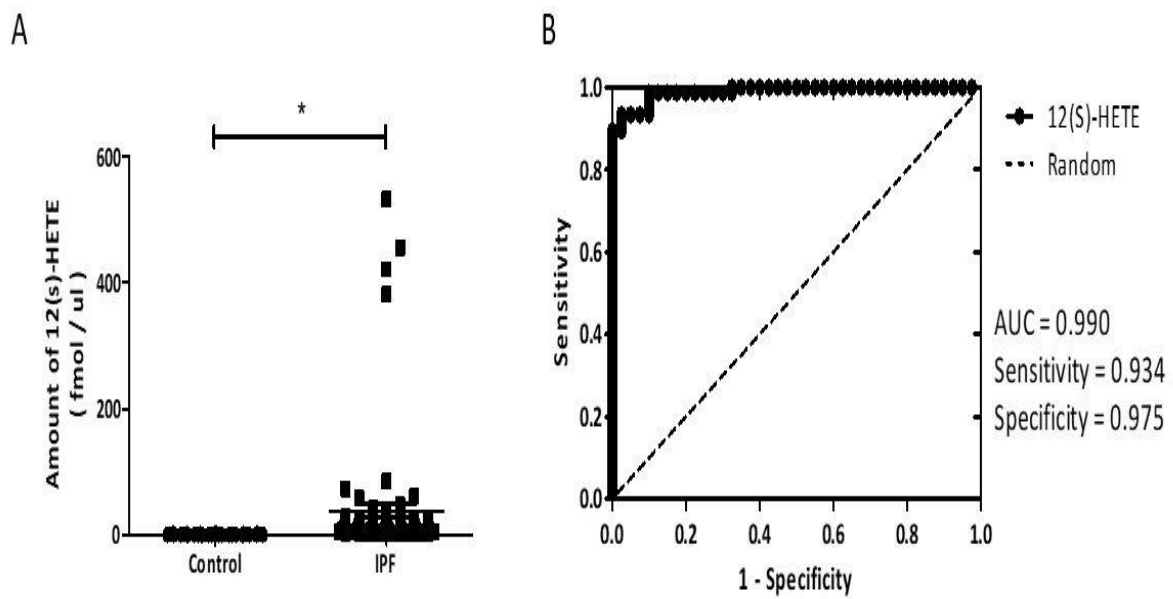 A
*
600
400
200
0
Amount of 12(s)-HETE
( fmol / ul )
Control
IPF
B
1.0
0.8
0.6
0.4
0.2
0.0
Sensitivity
0.0
0.2
0.4
0.6
0.8
1.0
1 - Specificity
12(S)-HETE
Random
AUC = 0.990
Sensitivity = 0.934
Specificity = 0.975